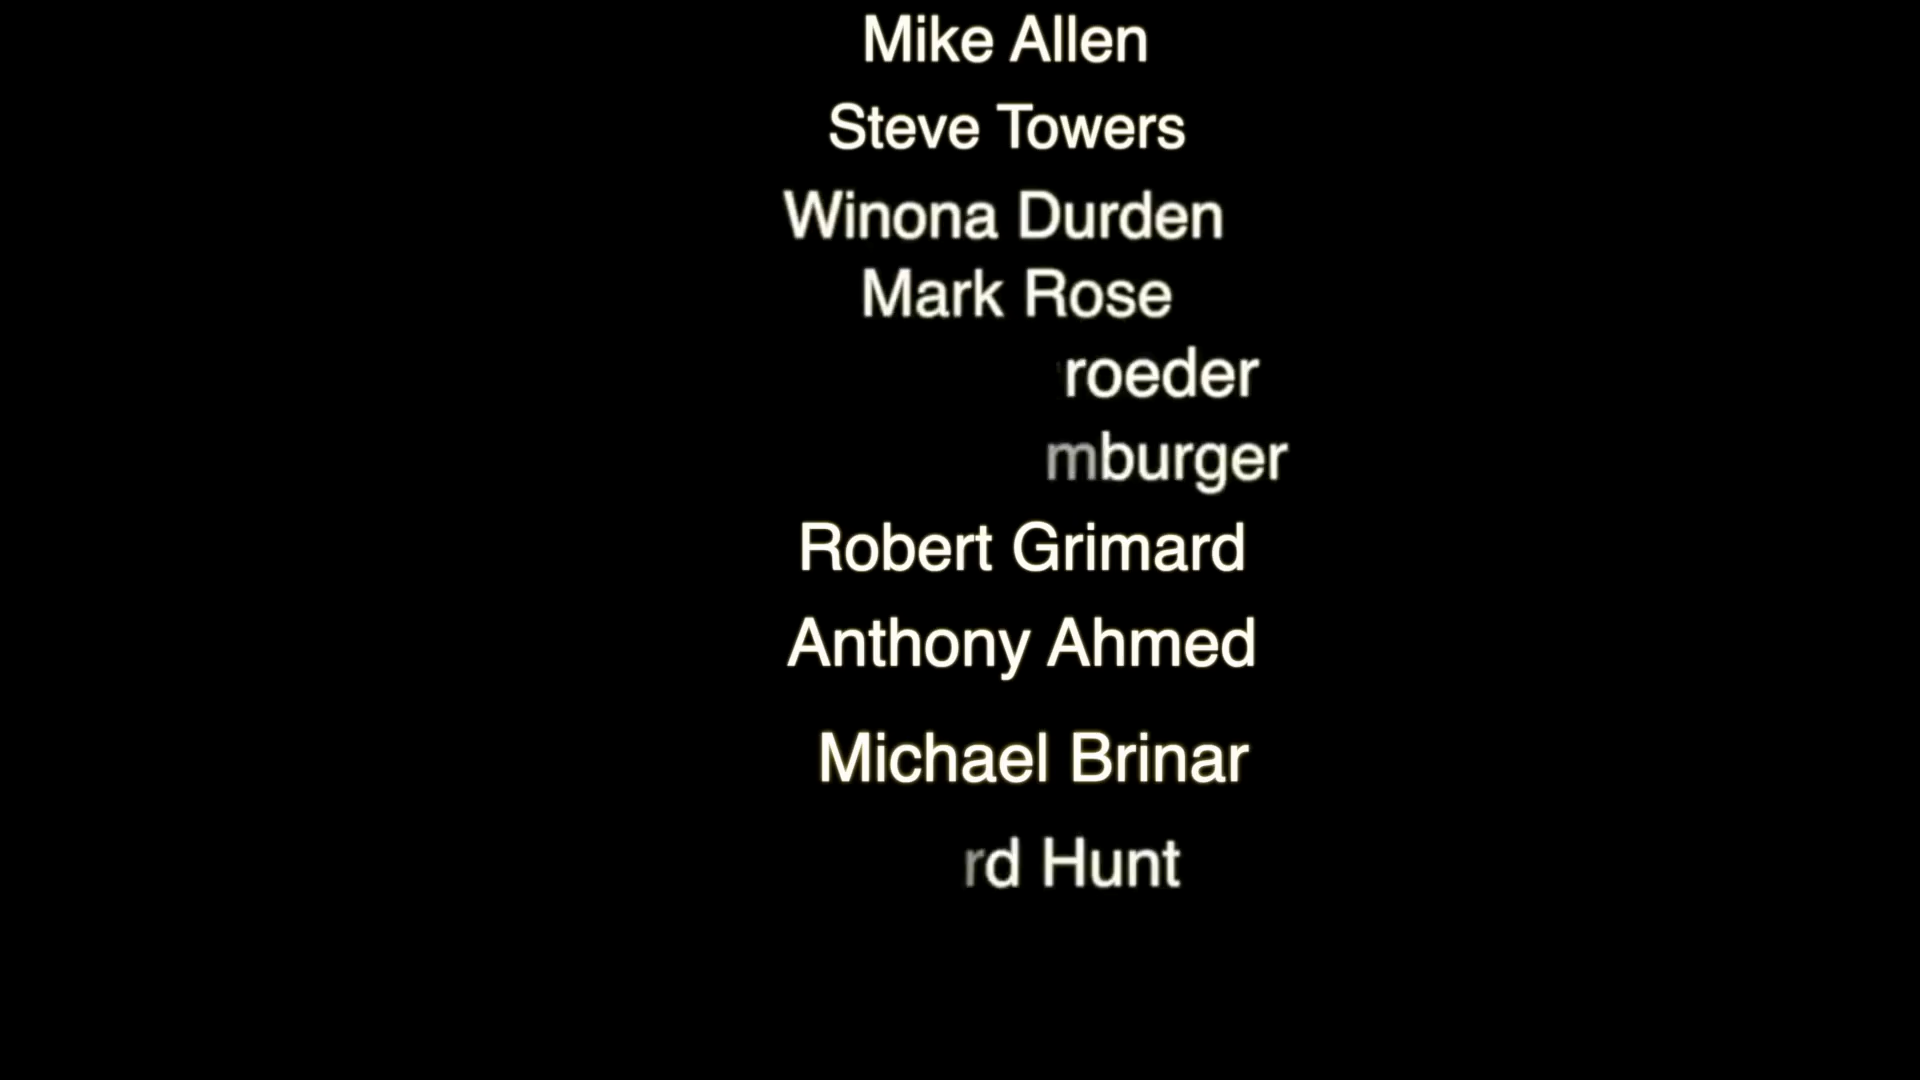 Mike Allen
Steve Towers
Winona Durden
Mark Rose
roeder
mburger
Robert Grimard
Anthony Ahmed
Michael Brinar
rd Hunt